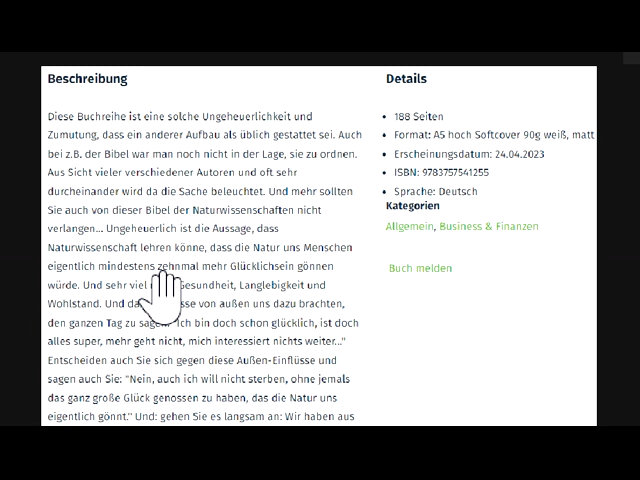 Beschreibung
Diese Buchreihe ist eine solche Ungeheuerlichkeit und
Zumutung, dass ein anderer Aufbau als üblich gestattet sei. Auch
bei z.B. der Bibel war man noch nicht in der Lage, sie zu ordnen.
Aus Sicht vieler verschiedener Autoren und oft sehr
durcheinander wird da die Sache beleuchtet. Und mehr sollten
Sie auch von dieser Bibel der Naturwissenschaften nicht
verlangen... Ungeheuerlich ist die Aussage, dass
Naturwissenschaft lehren könne, dass die Natur uns Menschen
eigentlich mindestens zehnmal mehr Glücklichsein gönnen
würde. Und sehr viel Gesundheit, Langlebigkeit und
Wohlstand. Und von außen uns dazu brachten,
den ganzen Tag zu "Ich bin doch schon glücklich, ist doch
alles super, mehr geht nicht, mich interessiert nichts weiter..."
Entscheiden auch Sie sich gegen diese Außen-Einflüsse und
sagen auch Sie: "Nein, auch ich will nicht sterben, ohne jemals
das ganz große Glück genossen zu haben, das die Natur uns
eigentlich gönnt." Und: gehen Sie es langsam an: Wir haben aus
Details
• 188 Seiten
• Format: A5 hoch Softcover 90g weiß, matt
• Erscheinungsdatum: 24.04.2023
• ISBN: 9783757541255
• Sprache: Deutsch
Kategorien
Allgemein, Business & Finanzen
Buch melden